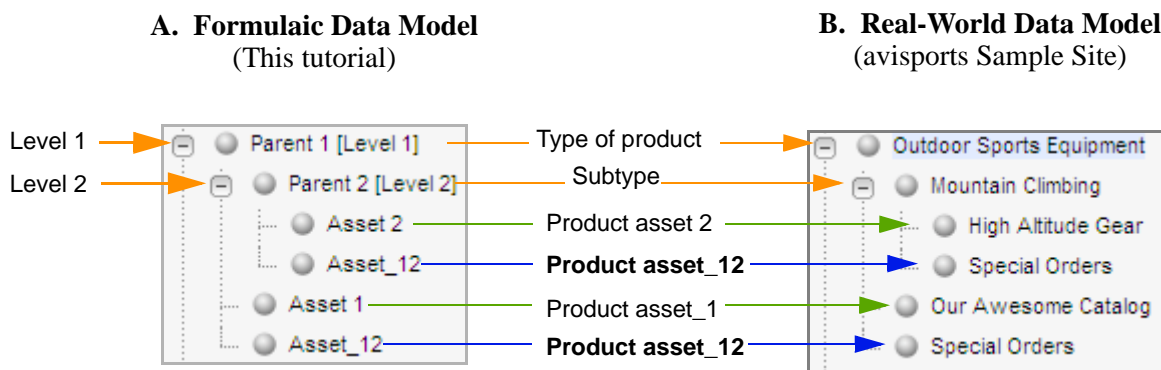 A. Formulaic Data Model
(This tutorial)
B. Real-World Data Model
(avisports Sample Site)
Level 1
Parent 1 [Level 1]
Type of product
Outdoor Sports Equipment
Level 2
Parent 2 [Level 2]
Subtype
Mountain Climbing
Asset 2
Product asset 2
High Altitude Gear
Asset_12
Product asset_12
Special Orders
Asset 1
Product asset_1
Our Awesome Catalog
Asset_12
Product asset_12
Special Orders